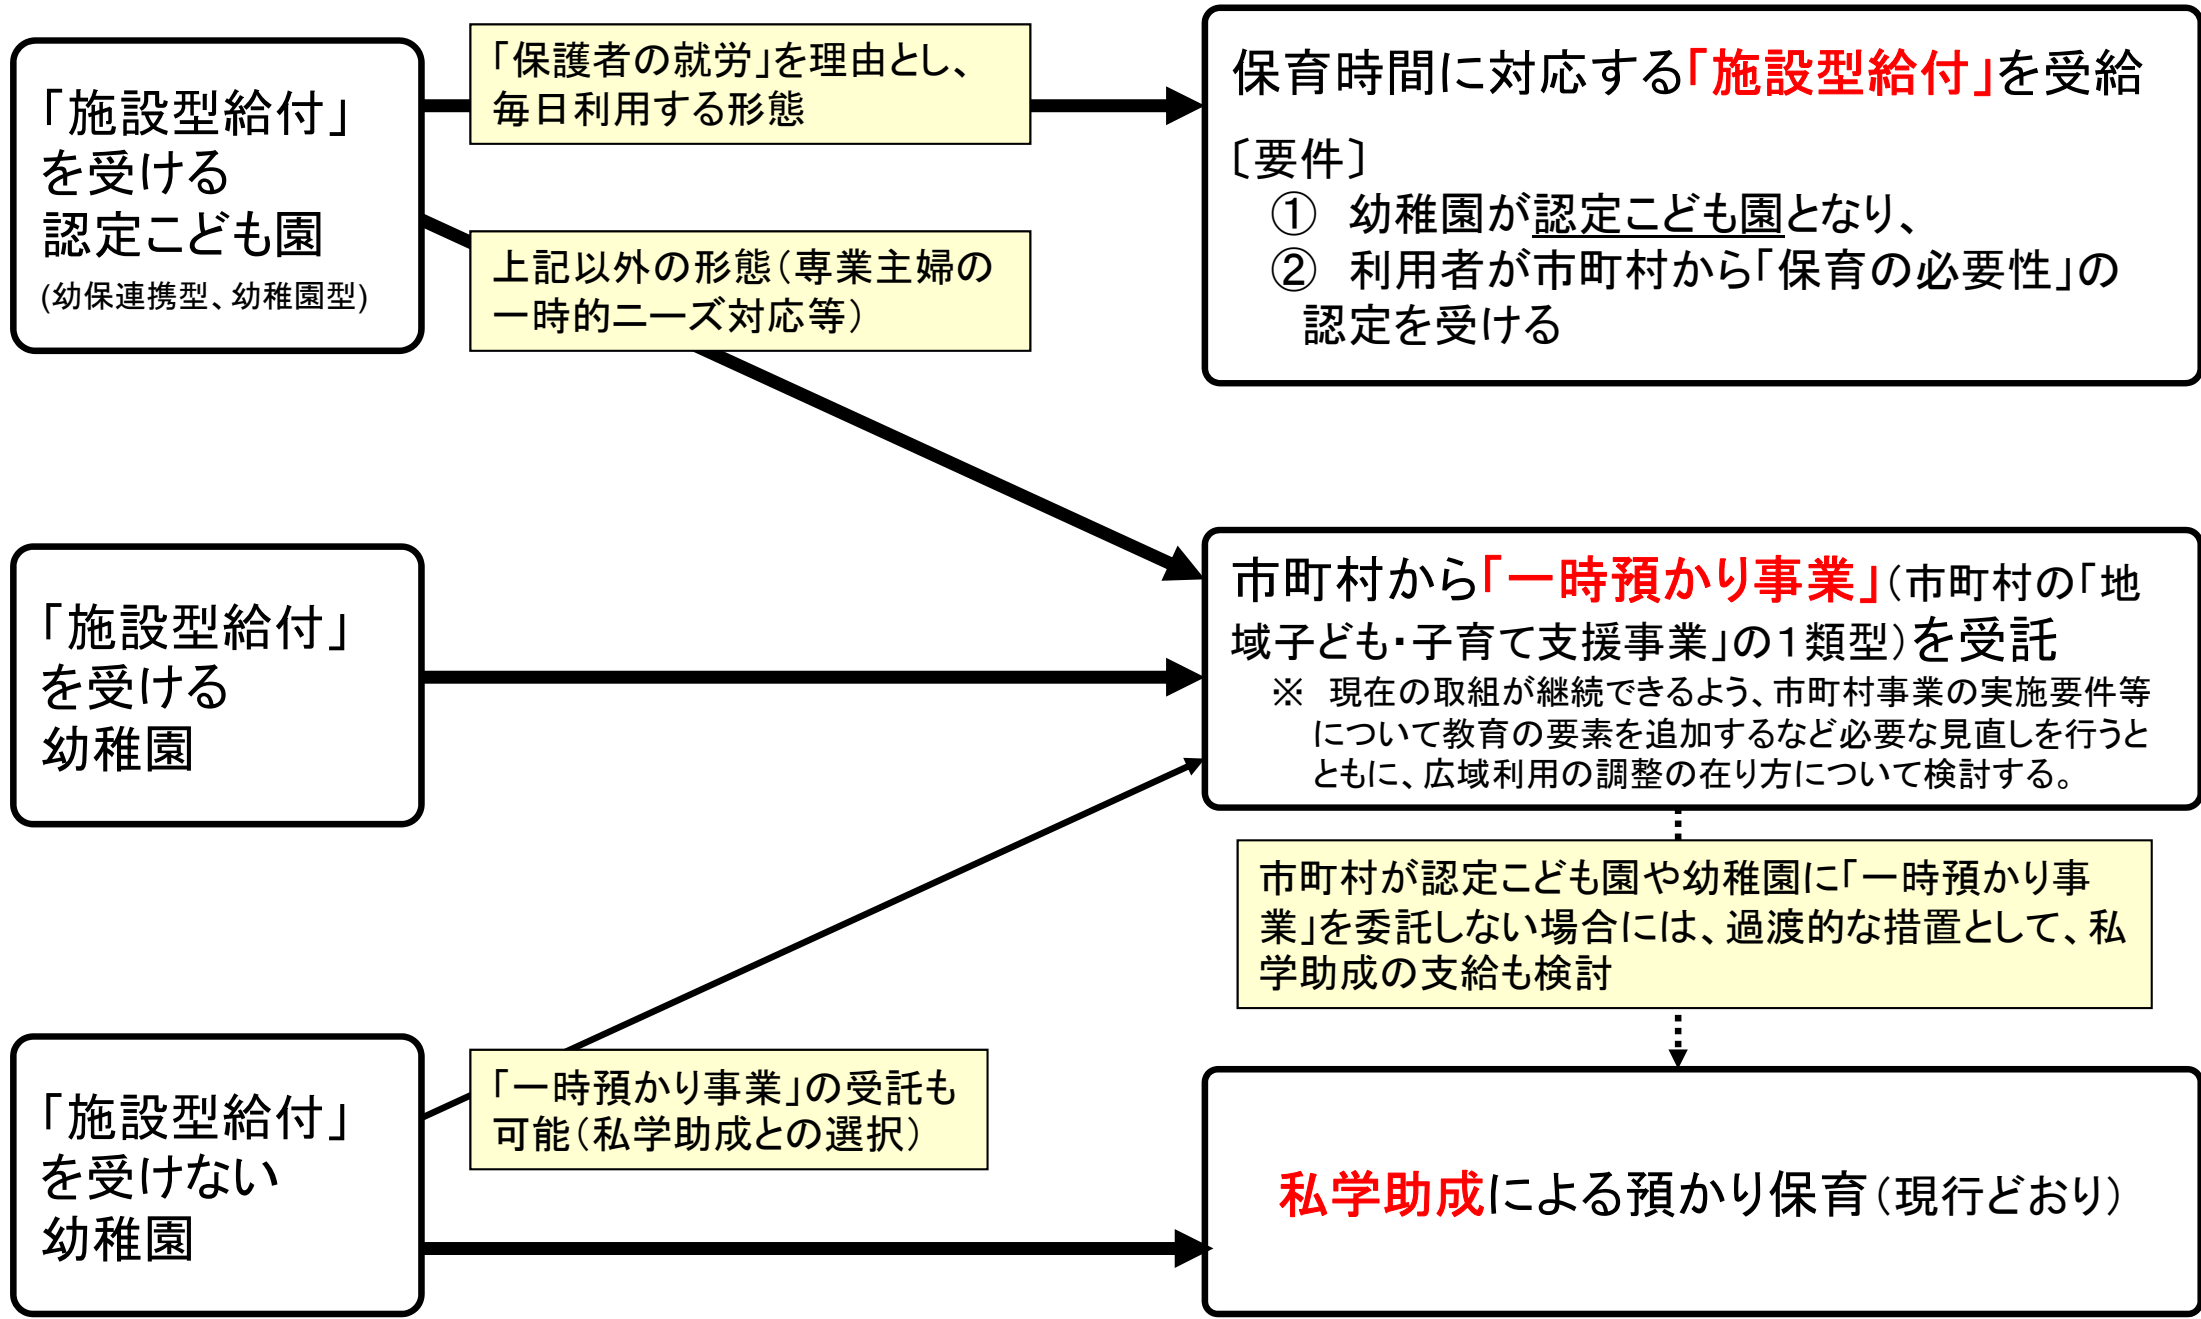 「施設型給付」
を受ける
認定こども園
(幼保連携型、幼稚園型)
「保護者の就労」を理由とし、
毎日利用する形態
上記以外の形態（専業主婦の
一時的ニーズ対応等）
保育時間に対応する「施設型給付」を受給
〔要件〕
① 幼稚園が認定こども園となり、
② 利用者が市町村から「保育の必要性」の
認定を受ける
「施設型給付」
を受ける
幼稚園
市町村から「一時預かり事業」（市町村の「地
域子ども・子育て支援事業」の１類型）を受託
※ 現在の取組が継続できるよう、市町村事業の実施要件等
について教育の要素を追加するなど必要な見直しを行うと
ともに、広域利用の調整の在り方について検討する。
市町村が認定こども園や幼稚園に「一時預かり事
業」を委託しない場合には、過渡的な措置として、私
学助成の支給も検討
「施設型給付」
を受けない
幼稚園
「一時預かり事業」の受託も
可能（私学助成との選択）
私学助成による預かり保育（現行どおり）